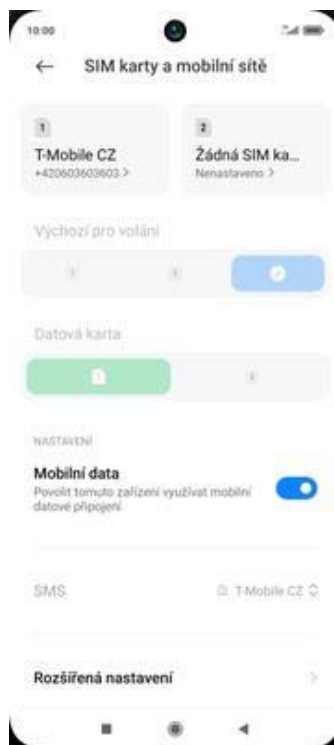 10:00
SIM karty a mobilní sítě
1
T-Mobile CZ
+420603603603 >
2
Žádná SIM ka...
Nenastaveno >
Výchozí pro volání
Datová karta
NASTAVENÍ
Mobilní data
Povolit tomuto zařízení využívat mobilní
datové připojení
SMS
T-Mobile CZ
Rozšířená nastavení